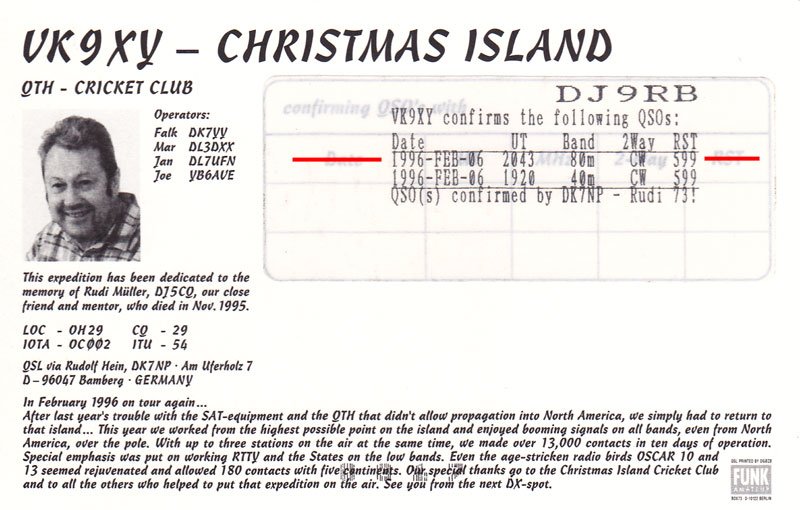 VK9XY – CHRISTMAS ISLAND
QTH - CRICKET CLUB
Operators:
Falk DK7YY
Mar DL3DXX
Jan DL7UFN
Joe YB6AVE
confirming QSO's with
DJ9RB
VK9XY confirms the following QSOs:
Date UT Band 2Way RST
1996-FEB-06 2043 80m CW 599
1996-FEB-06 1920 40m CW 599
QSO(s) confirmed by DK7NP - Rudi 73!
Date MHz 2-Way RST
This expedition has been dedicated to the
memory of Rudi Müller, DJ5CQ, our close
friend and mentor, who died in Nov. 1995.
LOC - OH29 CQ - 29
IOTA - OC002 ITU - 54
QSL via Rudolf Hein, DK7NP · Am Uferholz 7
D – 96047 Bamberg · GERMANY
In February 1996 on tour again...
After last year's trouble with the SAT-equipment and the QTH that didn't allow propagation into North America, we simply had to return to
that island... This year we worked from the highest possible point on the island and enjoyed booming signals on all bands, even from North
America, over the pole. With up to three stations on the air at the same time, we made over 13,000 contacts in ten days of operation.
Special emphasis was put on working RTTY and the States on the low bands. Even the age-stricken radio birds OSCAR 10 and
13 seemed rejuvenated and allowed 180 contacts with five continents. Our special thanks go to the Christmas Island Cricket Club
and to all the others who helped to put that expedition on the air. See you from the next DX-spot.
QSL PRINTED BY
FUNK
AMATEUR
BERLIN